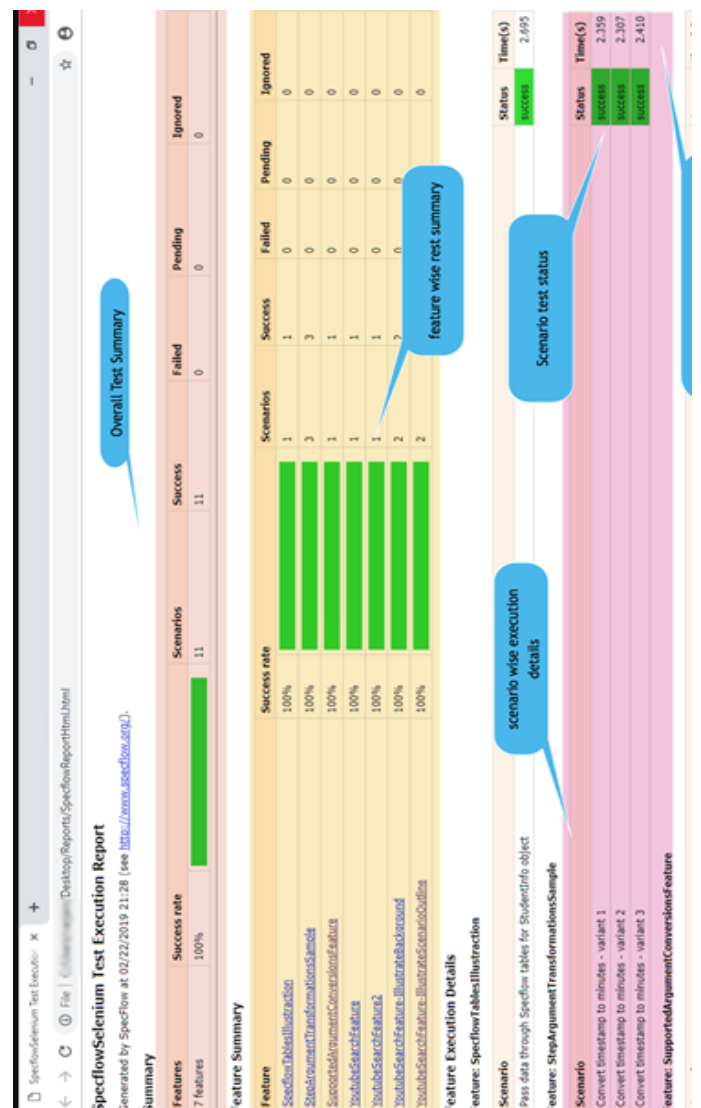 SpecflowSelenium Test Execution
File
Desktop/Reports/SpecflowReportHtml.html
SpecflowSelenium Test Execution Report
Generated by SpecFlow at 02/22/2019 21:28 (see http://www.specflow.org/).
Overall Test Summary
Summary
Features Success rate Scenarios Success Failed Pending Ignored
7 features 100% 11 11 0 0 0
Feature Summary
Feature Success rate Scenarios Success Failed Pending Ignored
SpecflowTablesIllustration 100% 1 1 0 0 0
StepArgumentTransformationsSample 100% 3 3 0 0 0
SupportedArgumentConversionsFeature 100% 1 1 0 0 0
YoutubeSearchFeature 100% 1 1 0 0 0
YoutubeSearchFeature2 100% 1 1 0 0 0
YoutubeSearchFeature-IllustrateBackground 100% 2 2 0 0 0
YoutubeSearchFeature-IllustrateScenarioOutline 100% 2
feature wise rest summary
Feature Execution Details
Feature: SpecflowTablesIllustration
Scenario Status Time(s)
Pass data through Specflow tables for StudentInfo object success 2.695
scenario wise execution
details
Scenario test status
Feature: StepArgumentTransformationsSample
Scenario Status Time(s)
Convert timestamp to minutes - variant 1 success 2.359
Convert timestamp to minutes - variant 2 success 2.307
Convert timestamp to minutes - variant 3 success 2.410
Feature: SupportedArgumentConversionsFeature